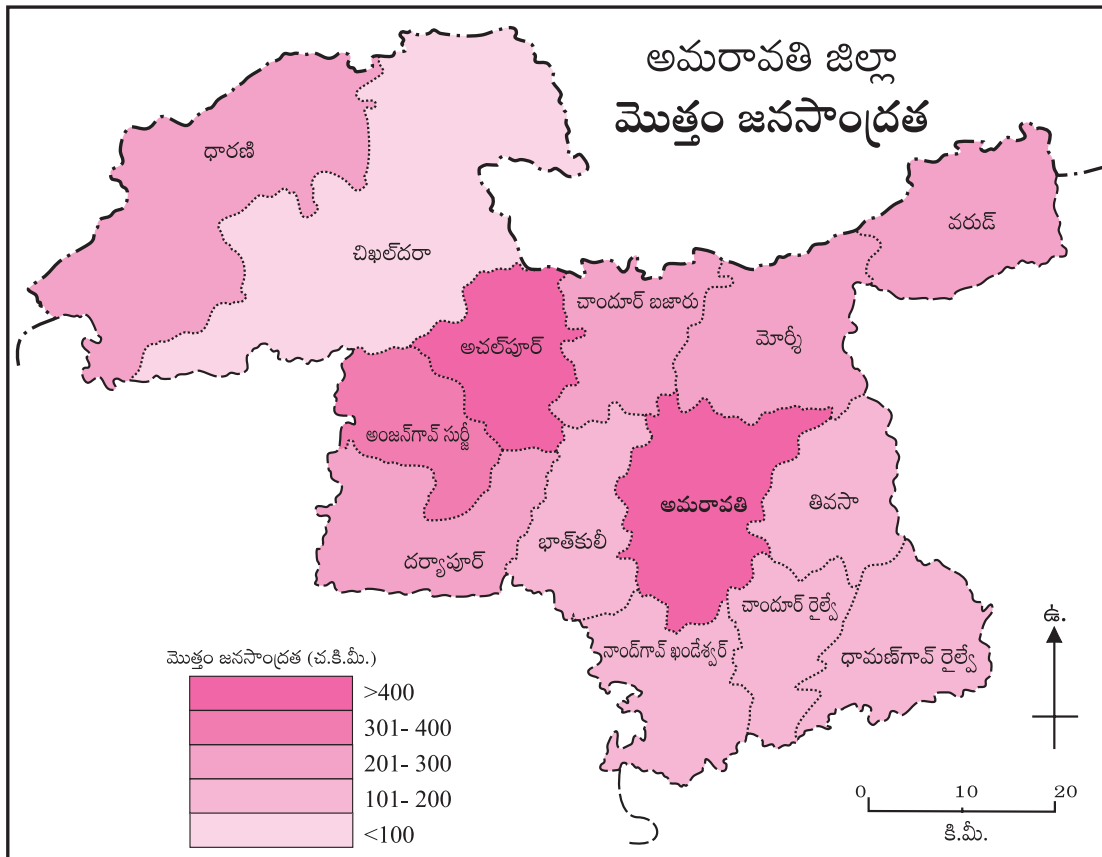 అమరావతి జిల్లా
మొత్తం జనసాంద్రత
ధారణి
వరుడ్
చిఖల్‌దరా
చాందూర్ బజారు
అచల్‌పూర్
మోర్శీ
అంజన్‌గావ్ సుర్జీ
అమరావతి
తివసా
భాత్‌కులీ
దర్యాపూర్
చాందూర్ రైల్వే
నాంద్‌గావ్ ఖండేశ్వర్
ధామణ్‌గావ్ రైల్వే
ఉ.
మొత్తం జనసాంద్రత (చ.కి.మీ.)
>400
301- 400
201- 300
101- 200
<100
0 10 20
కి.మీ.